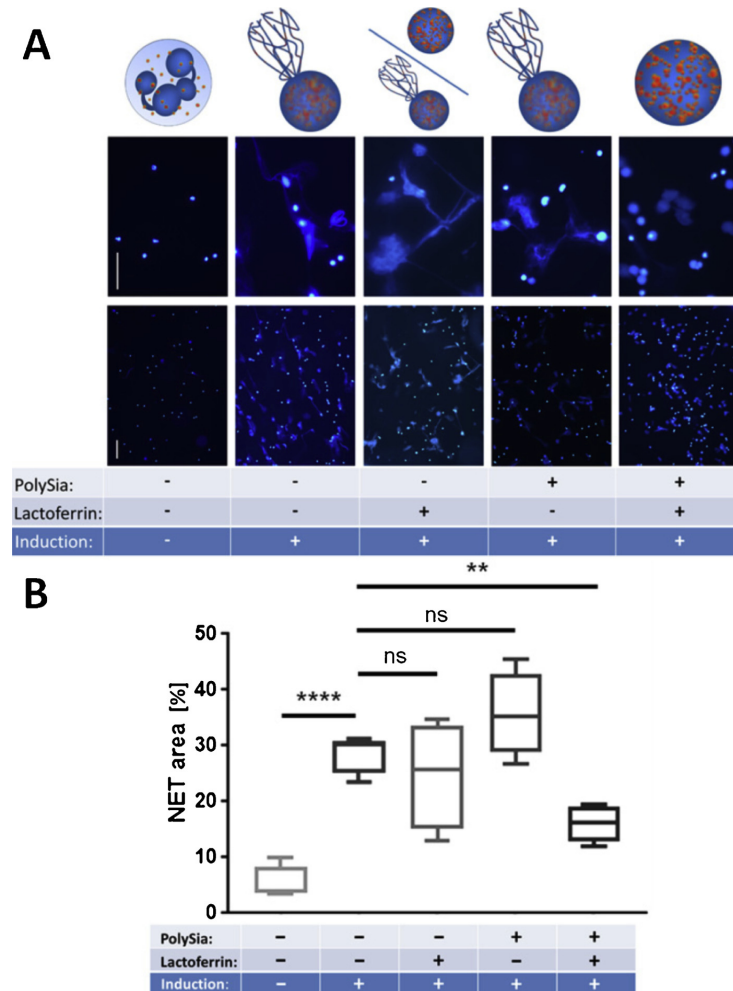 A
PolySia: - - - + +
Lactoferrin: - - + - +
Induction: - + + + +
B
**
ns
ns
****
NET area [%]
50
40
30
20
10
0
PolySia: − − − + +
Lactoferrin: − − + − +
Induction: − + + + +